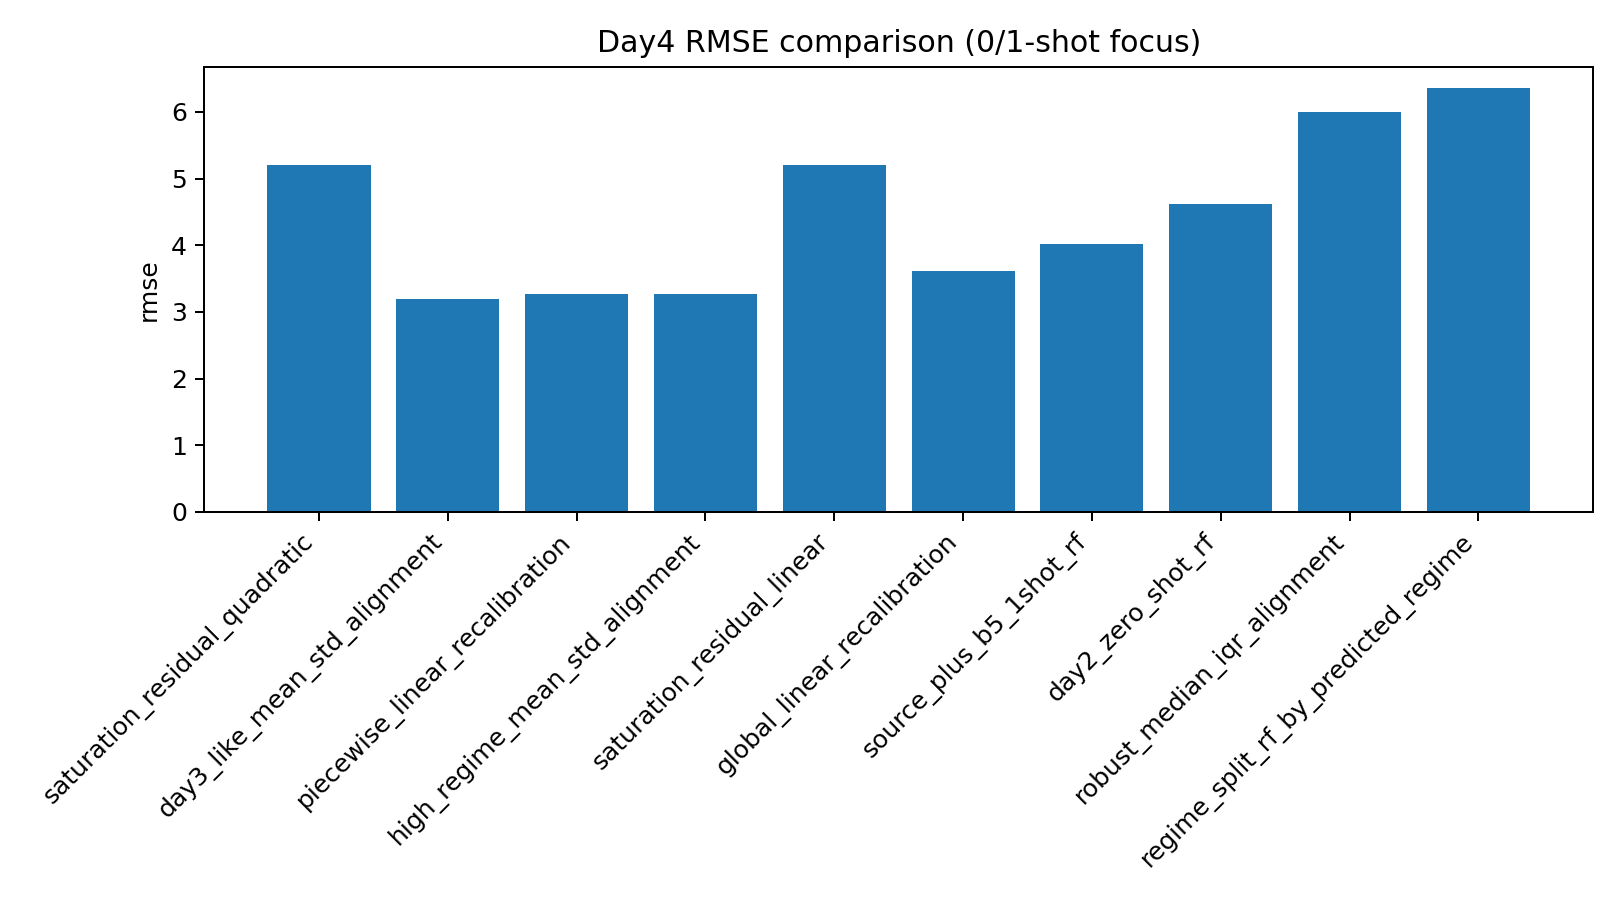 Day4 RMSE comparison (0/1-shot focus)
rmse
6
5
4
3
2
1
0
saturation_residual_quadratic
day3_like_mean_std_alignment
piecewise_linear_recalibration
high_regime_mean_std_alignment
saturation_residual_linear
global_linear_recalibration
source_plus_b5_1shot_rf
day2_zero_shot_rf
robust_median_iqr_alignment
regime_split_rf_by_predicted_regime